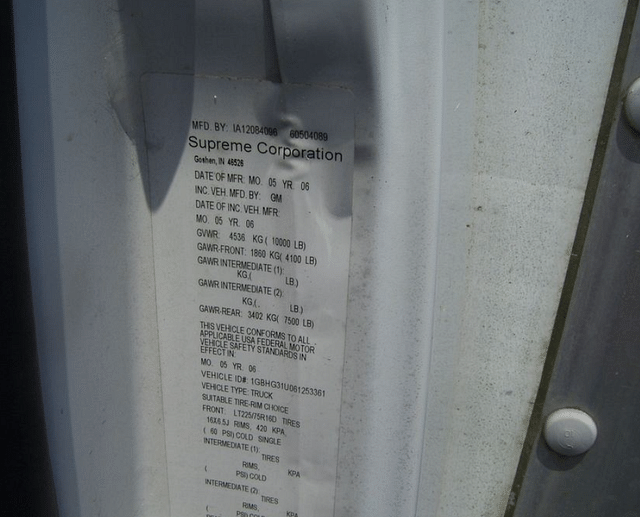 MFD. BY: IA12084098 60504089
Supreme Corporation
Goshen, IN 46526
DATE OF MFR: MO. 05 YR. 06
INC. VEH. MFD. BY: GM
DATE OF INC. VEH. MFR:
MO. 05 YR. 06
GVWR: 4536 KG ( 10000 LB)
GAWR-FRONT: 1860 KG( 4100 LB)
GAWR INTERMEDIATE (1):
KG.( LB.)
GAWR INTERMEDIATE (2):
KG.( LB.)
GAWR-REAR: 3402 KG( 7500 LB)
THIS VEHICLE CONFORMS TO ALL
APPLICABLE USA FEDERAL MOTOR
VEHICLE SAFETY STANDARDS IN
EFFECT IN:
MO. 05 YR. 06
VEHICLE ID#: 1GBHG31U061253361
VEHICLE TYPE: TRUCK
SUITABLE TIRE-RIM CHOICE
FRONT: LT225/75R16D TIRES
16X6.5J RIMS, 420 KPA,
( 60 PSI) COLD SINGLE
INTERMEDIATE (1):
TIRES
RIMS, KPA
( PSI) COLD
INTERMEDIATE (2)
TIRES
RIMS, KPA